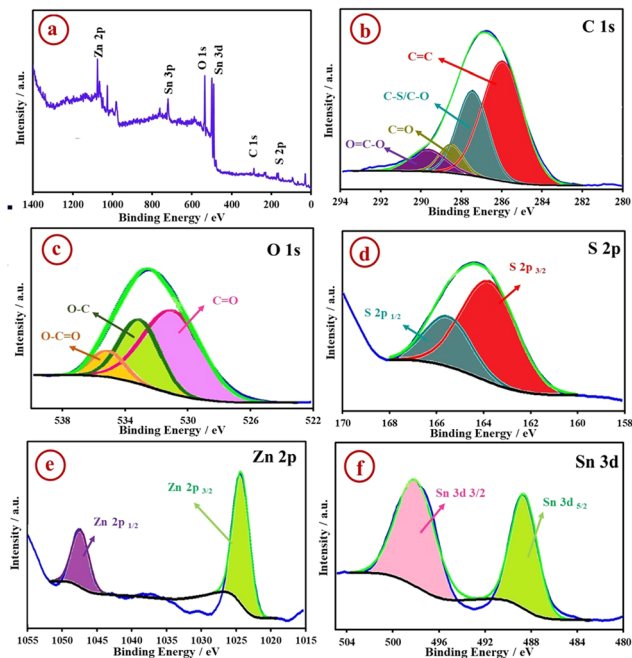 a
Zn 2p
Sn 3p
O 1s
Sn 3d
C 1s
S 2p
Intensity / a.u.
1400 1200 1000 800 600 400 200 0
Binding Energy / eV
b
C 1s
C=C
C-S/C-O
C=O
O=C-O
Intensity / a.u.
294 292 290 288 286 284 282 280
Binding Energy / eV
c
O 1s
O-C
C=O
O-C=O
Intensity / a.u.
538 534 530 526 522
Binding Energy / eV
d
S 2p
S 2p 3/2
S 2p 1/2
Intensity / a.u.
170 168 166 164 162 160 158
Binding Energy / eV
e
Zn 2p
Zn 2p 3/2
Zn 2p 1/2
Intensity / a.u.
1055 1050 1045 1040 1035 1030 1025 1020 1015
Binding Energy / eV
f
Sn 3d
Sn 3d 3/2
Sn 3d 5/2
Intensity / a.u.
504 500 496 492 488 484 480
Binding Energy / eV